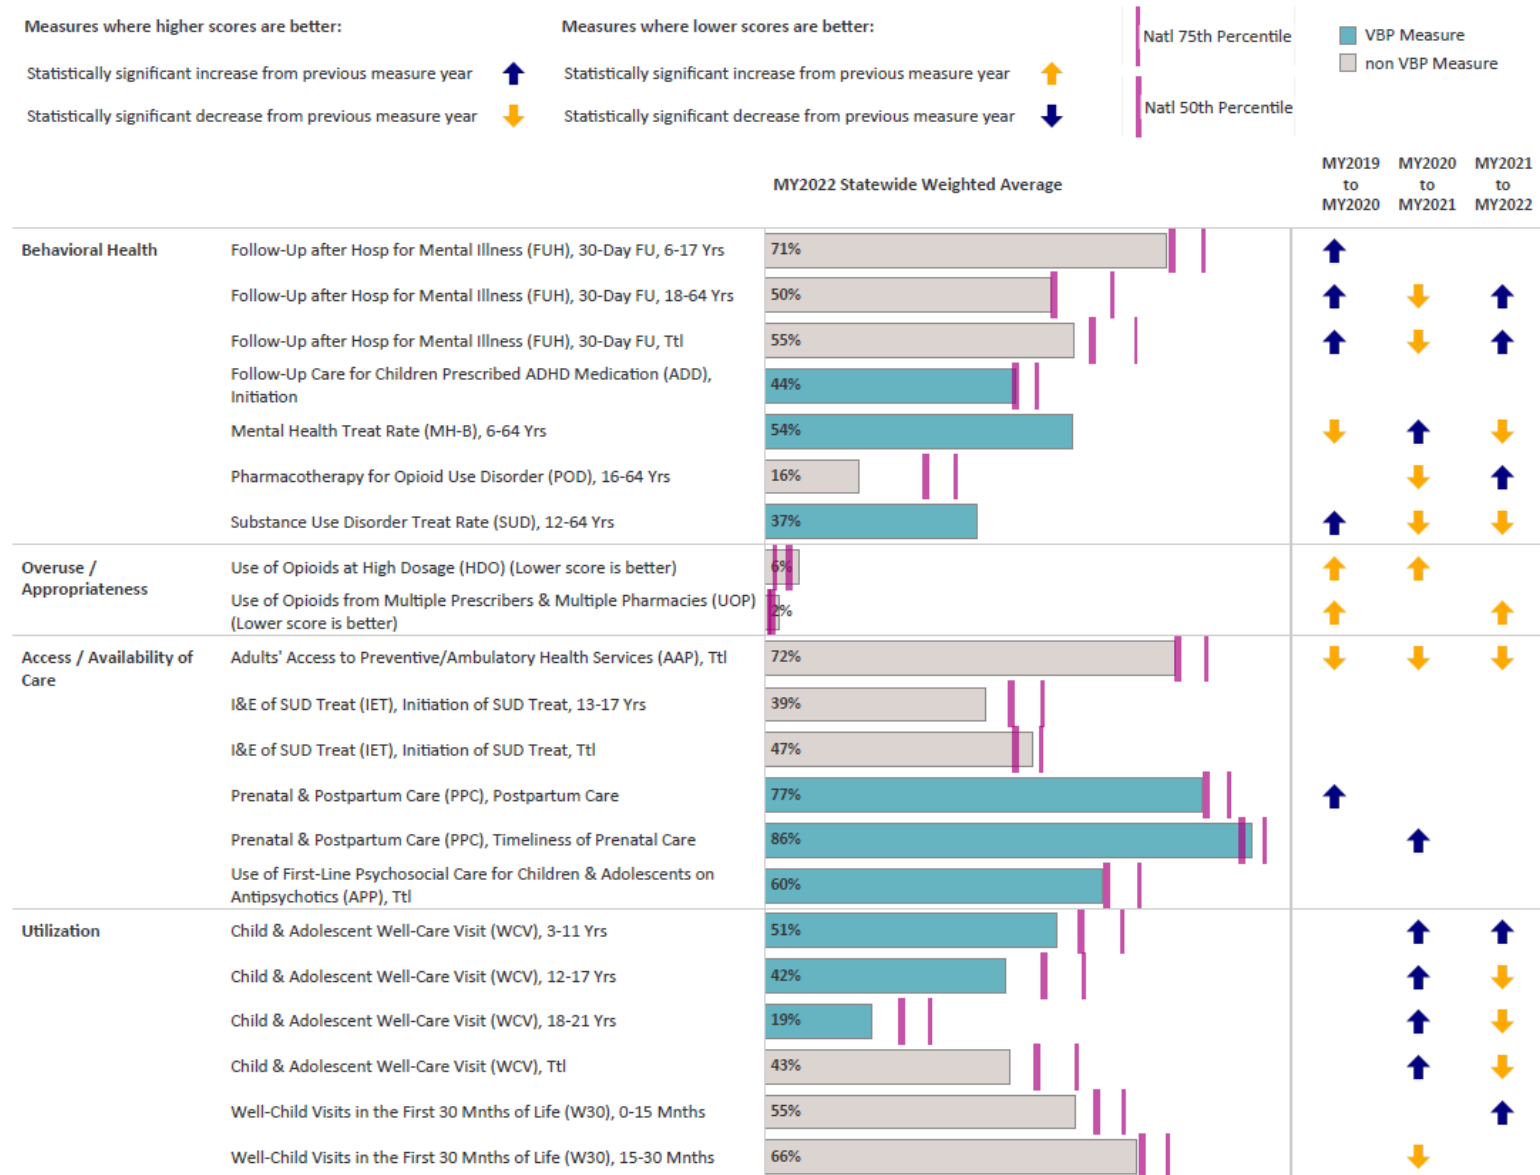 Measures where higher scores are better:
Measures where lower scores are better:
Natl 75th Percentile
VBP Measure
non VBP Measure
Statistically significant increase from previous measure year
Statistically significant increase from previous measure year
Statistically significant decrease from previous measure year
Statistically significant decrease from previous measure year
Natl 50th Percentile
MY2022 Statewide Weighted Average
MY2019
to
MY2020
MY2020
to
MY2021
MY2021
to
MY2022
Behavioral Health
Follow-Up after Hosp for Mental Illness (FUH), 30-Day FU, 6-17 Yrs
71%
Follow-Up after Hosp for Mental Illness (FUH), 30-Day FU, 18-64 Yrs
50%
Follow-Up after Hosp for Mental Illness (FUH), 30-Day FU, Ttl
55%
Follow-Up Care for Children Prescribed ADHD Medication (ADD),
Initiation
44%
Mental Health Treat Rate (MH-B), 6-64 Yrs
54%
Pharmacotherapy for Opioid Use Disorder (POD), 16-64 Yrs
16%
Substance Use Disorder Treat Rate (SUD), 12-64 Yrs
37%
Overuse /
Appropriateness
Use of Opioids at High Dosage (HDO) (Lower score is better)
6%
Use of Opioids from Multiple Prescribers & Multiple Pharmacies (UOP)
(Lower score is better)
2%
Access / Availability of
Care
Adults' Access to Preventive/Ambulatory Health Services (AAP), Ttl
72%
I&E of SUD Treat (IET), Initiation of SUD Treat, 13-17 Yrs
39%
I&E of SUD Treat (IET), Initiation of SUD Treat, Ttl
47%
Prenatal & Postpartum Care (PPC), Postpartum Care
77%
Prenatal & Postpartum Care (PPC), Timeliness of Prenatal Care
86%
Use of First-Line Psychosocial Care for Children & Adolescents on
Antipsychotics (APP), Ttl
60%
Utilization
Child & Adolescent Well-Care Visit (WCV), 3-11 Yrs
51%
Child & Adolescent Well-Care Visit (WCV), 12-17 Yrs
42%
Child & Adolescent Well-Care Visit (WCV), 18-21 Yrs
19%
Child & Adolescent Well-Care Visit (WCV), Ttl
43%
Well-Child Visits in the First 30 Mnths of Life (W30), 0-15 Mnths
55%
Well-Child Visits in the First 30 Mnths of Life (W30), 15-30 Mnths
66%